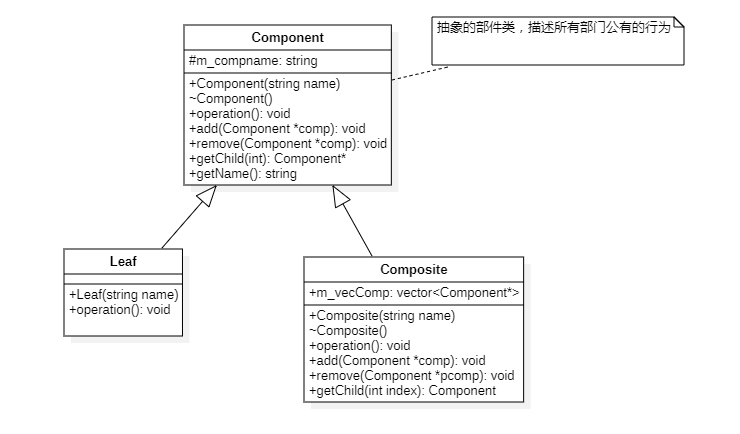 Component
#m_compname: string
+Component(string name)
~Component()
+operation(): void
+add(Component *comp): void
+remove(Component *comp): void
+getChild(int): Component*
+getName(): string
抽象的部件类，描述所有部门公有的行为
Leaf
+Leaf(string name)
+operation(): void
Composite
+m_vecComp: vector<Component*>
+Composite(string name)
~Composite()
+operation(): void
+add(Component *comp): void
+remove(Component *pcomp): void
+getChild(int index): Component